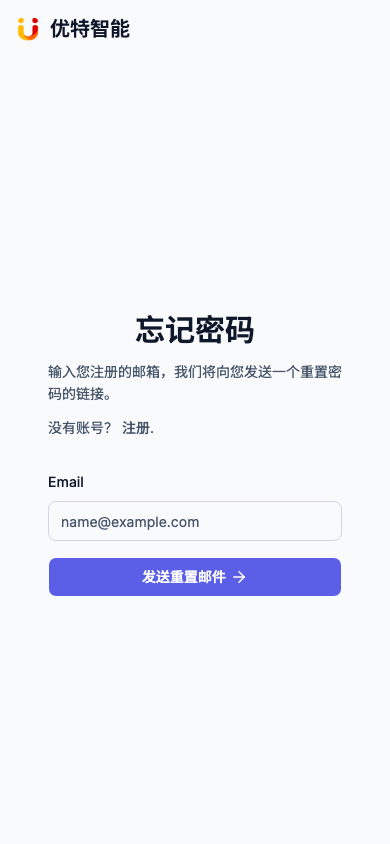 优特智能
忘记密码
输入您注册的邮箱，我们将向您发送一个重置密
码的链接。
没有账号？ 注册.
Email
name@example.com
发送重置邮件